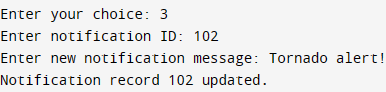 Enter your choice: 3
Enter notification ID: 102
Enter new notification message: Tornado alert!
Notification record 102 updated.